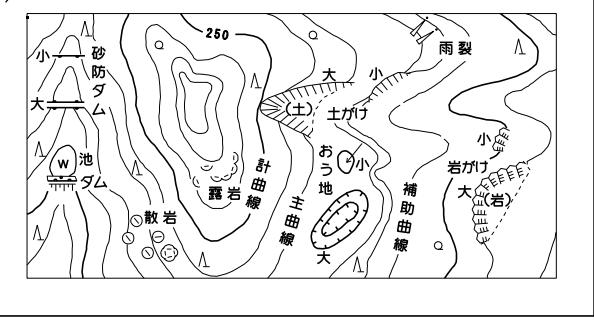 250
小
砂防ダム
大
W
池
ダム
散岩
露岩
計曲線
主曲線
大
小
(土)
土がけ
おう地
小
大
補助曲線
雨裂
小
岩がけ
大
(岩)